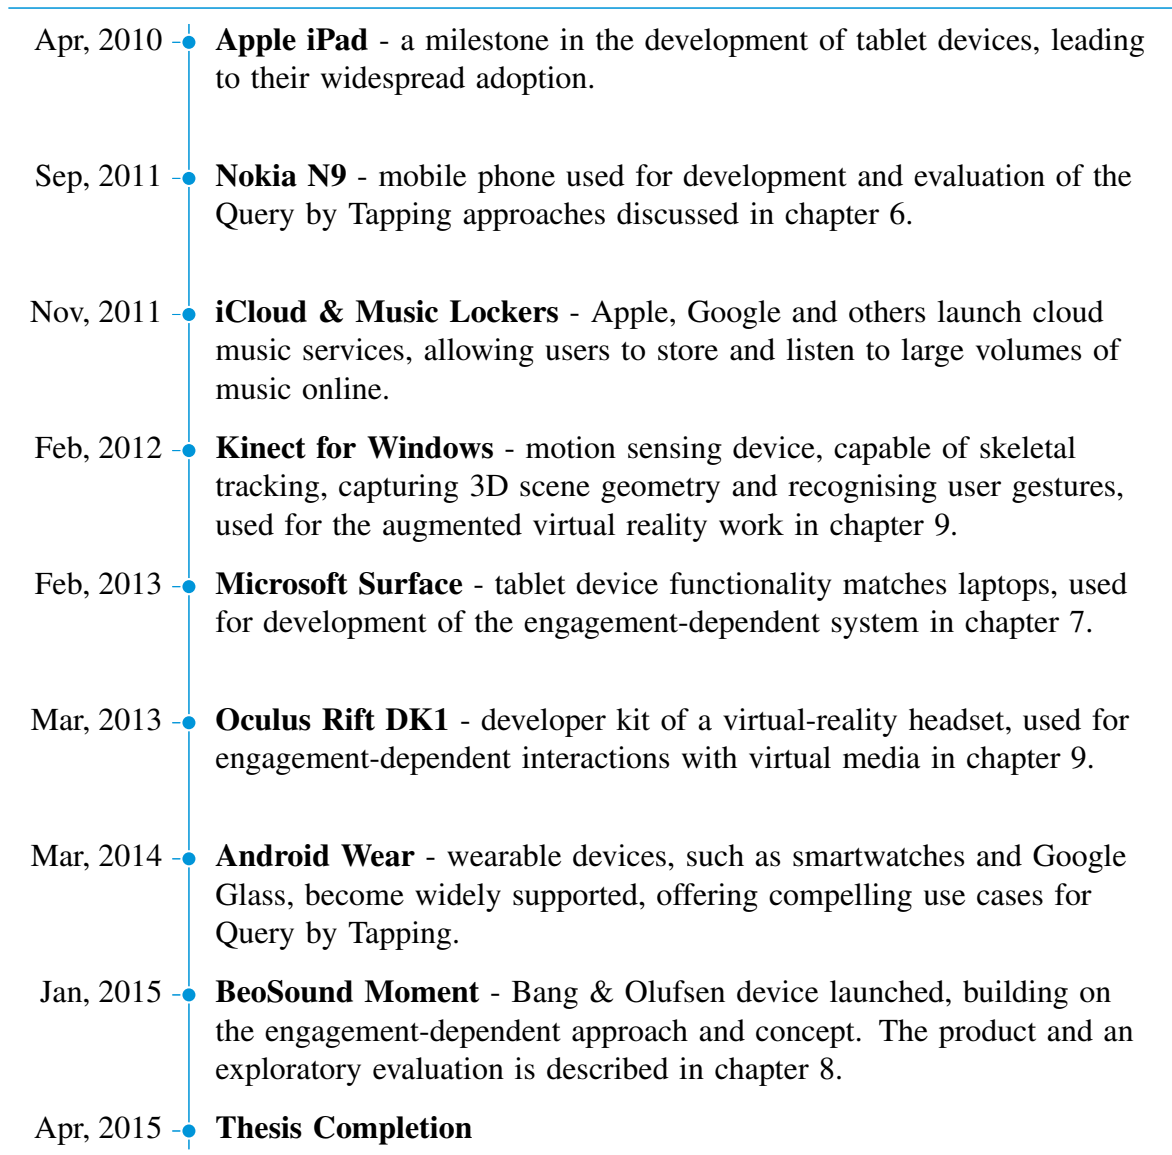 Apr, 2010 Apple iPad - a milestone in the development of tablet devices, leading
to their widespread adoption.
Sep, 2011 Nokia N9 - mobile phone used for development and evaluation of the
Query by Tapping approaches discussed in chapter 6.
Nov, 2011 iCloud & Music Lockers - Apple, Google and others launch cloud
music services, allowing users to store and listen to large volumes of
music online.
Feb, 2012 Kinect for Windows - motion sensing device, capable of skeletal
tracking, capturing 3D scene geometry and recognising user gestures,
used for the augmented virtual reality work in chapter 9.
Feb, 2013 Microsoft Surface - tablet device functionality matches laptops, used
for development of the engagement-dependent system in chapter 7.
Mar, 2013 Oculus Rift DK1 - developer kit of a virtual-reality headset, used for
engagement-dependent interactions with virtual media in chapter 9.
Mar, 2014 Android Wear - wearable devices, such as smartwatches and Google
Glass, become widely supported, offering compelling use cases for
Query by Tapping.
Jan, 2015 BeoSound Moment - Bang & Olufsen device launched, building on
the engagement-dependent approach and concept. The product and an
exploratory evaluation is described in chapter 8.
Apr, 2015 Thesis Completion